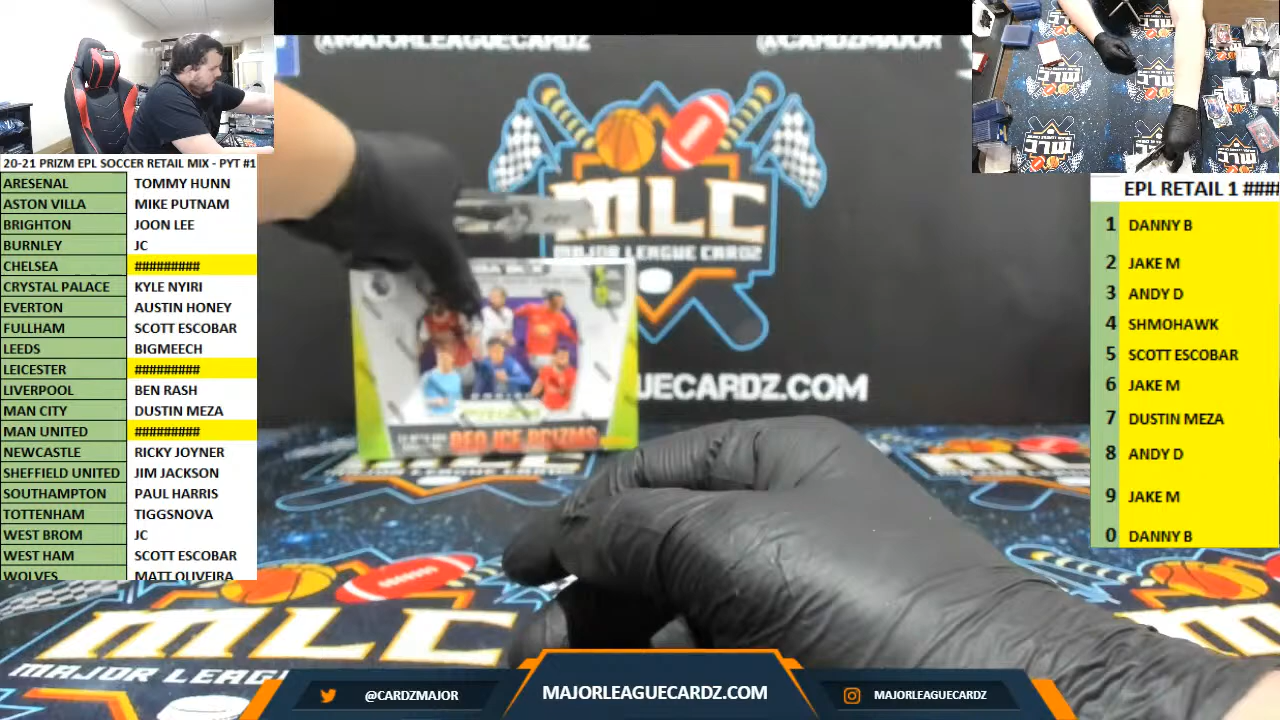 @MAJORLEAGUECARDZ
@CARDZMAJOR
20-21 PRIZM EPL SOCCER RETAIL MIX - PYT #1
ARESENAL TOMMY HUNN
ASTON VILLA MIKE PUTNAM
BRIGHTON JOON LEE
BURNLEY JC
CHELSEA #########
CRYSTAL PALACE KYLE NYIRI
EVERTON AUSTIN HONEY
FULLHAM SCOTT ESCOBAR
LEEDS BIGMEECH
LEICESTER #########
LIVERPOOL BEN RASH
MAN CITY DUSTIN MEZA
MAN UNITED #########
NEWCASTLE RICKY JOYNER
SHEFFIELD UNITED JIM JACKSON
SOUTHAMPTON PAUL HARRIS
TOTTENHAM TIGGSNOVA
WEST BROM JC
WEST HAM SCOTT ESCOBAR
WOLVES MATT OLIVEIRA
MLC
MAJOR LEAGUE CARDZ
RED ICE PRIZMS
UECARDZ.COM
EPL RETAIL 1 ####
1 DANNY B
2 JAKE M
3 ANDY D
4 SHMOHAWK
5 SCOTT ESCOBAR
6 JAKE M
7 DUSTIN MEZA
8 ANDY D
9 JAKE M
0 DANNY B
MLC
MAJOR LEAG
@CARDZMAJOR
MAJORLEAGUECARDZ.COM
MAJORLEAGUECARDZ